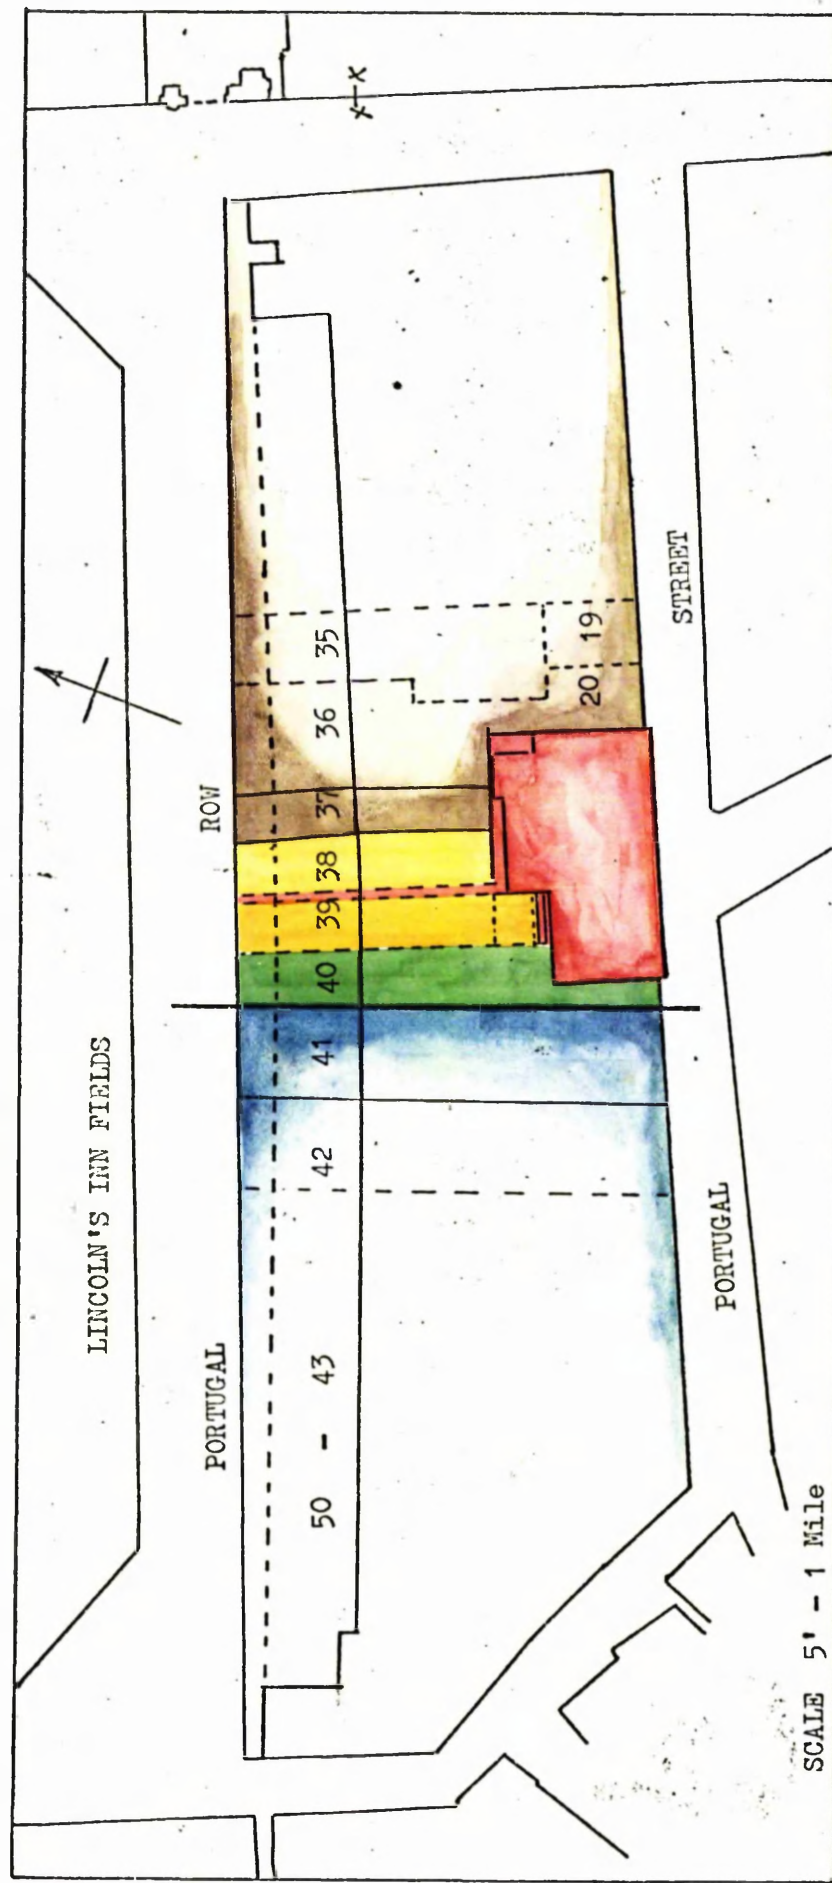 LINCOLN'S INN FIELDS
PORTUGAL ROW
50 - 43 42 41 40 39 38 37 36 35
20 19
PORTUGAL STREET
SCALE 5' - 1 Mile
X X